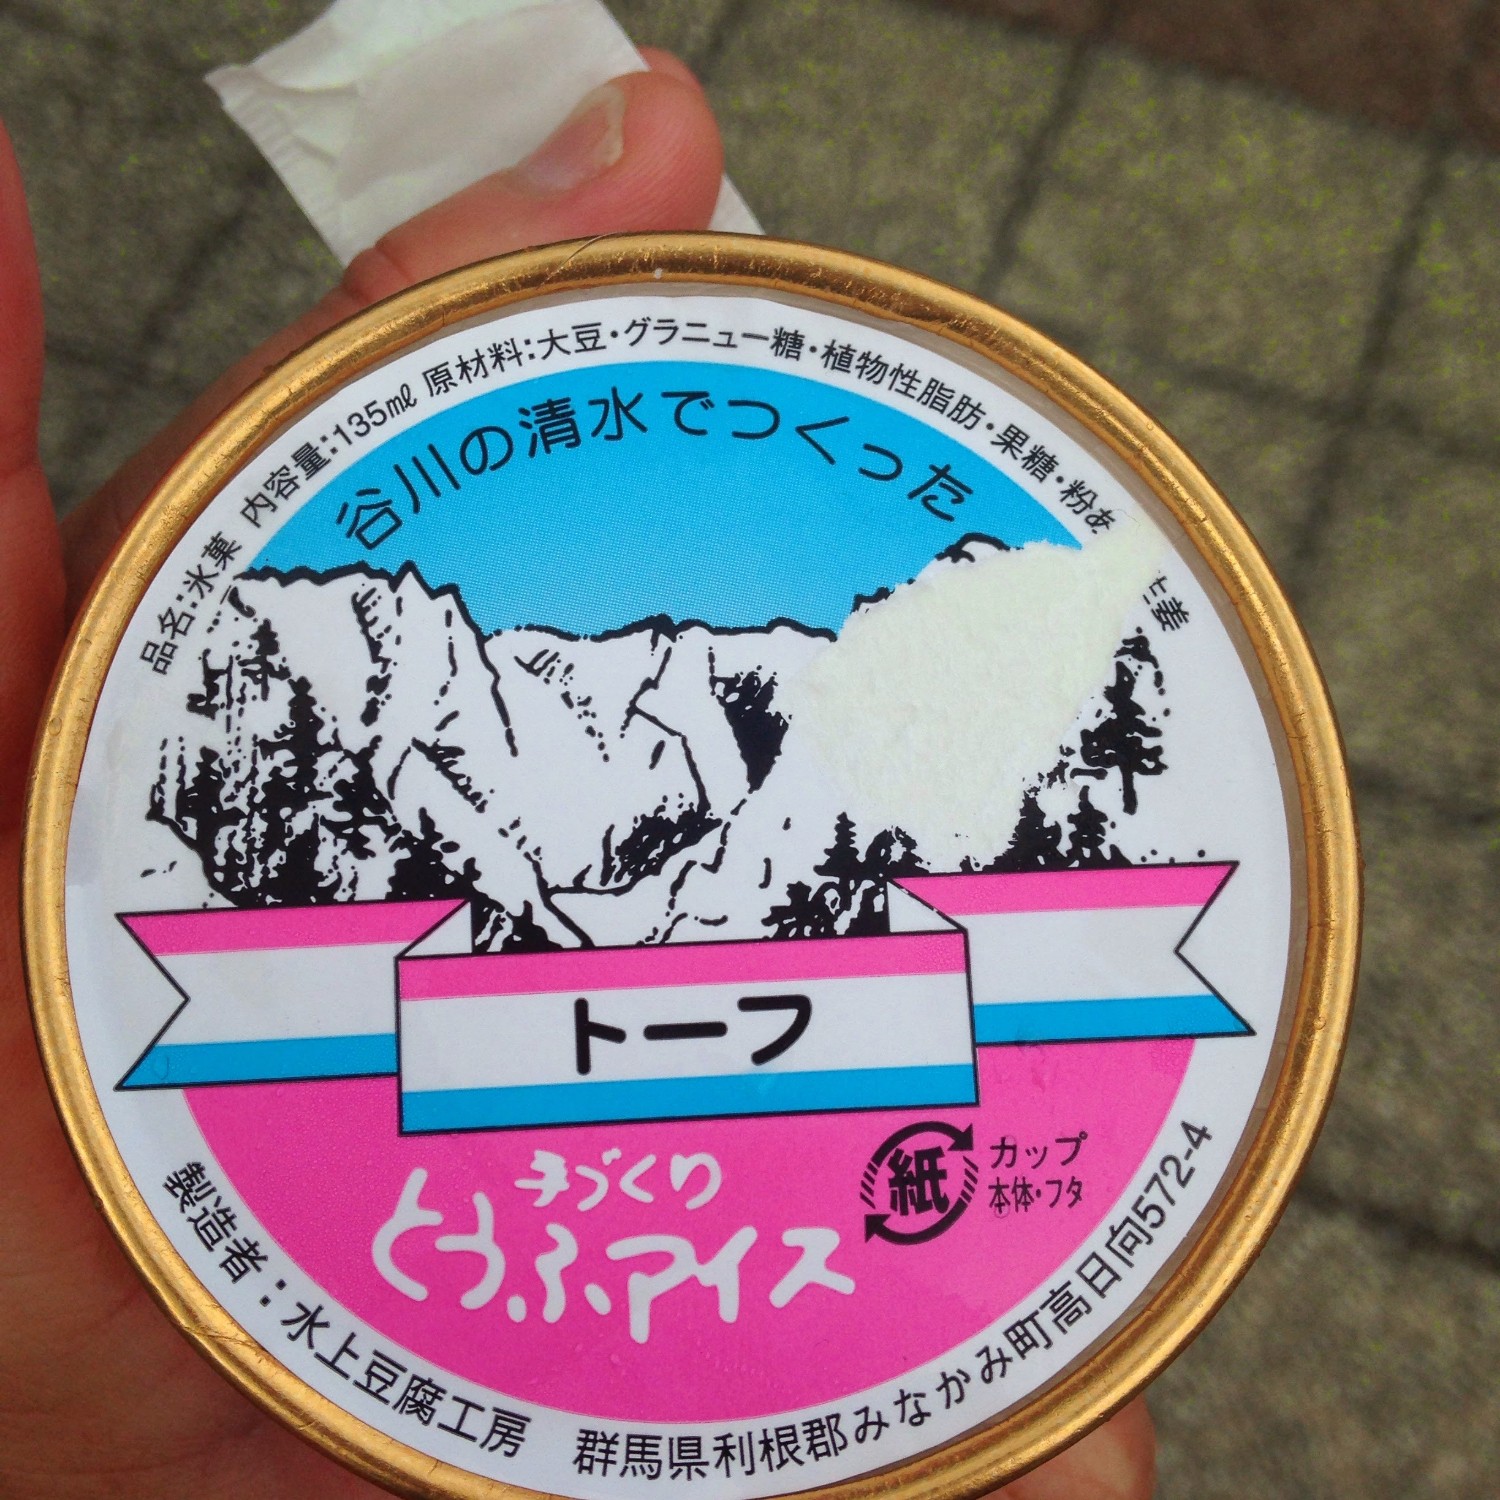 品名:氷菓 内容量:135㎖ 原材料:大豆・グラニュー糖・植物性脂肪・果糖・粉あ
谷川の清水でつくった
トーフ
手づくり
とうふアイス
紙
カップ
本体・フタ
製造者：水上豆腐工房 群馬県利根郡みなかみ町高日向572-4